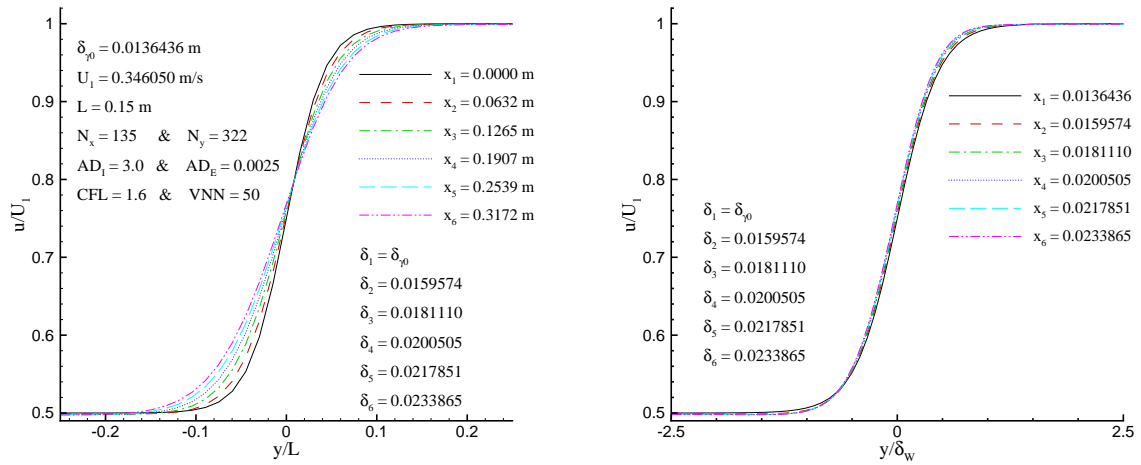 δγ0 = 0.0136436 m
U1 = 0.346050 m/s
L = 0.15 m
Nx = 135 & Ny = 322
ADI = 3.0 & ADE = 0.0025
CFL = 1.6 & VNN = 50
x1 = 0.0000 m
x2 = 0.0632 m
x3 = 0.1265 m
x4 = 0.1907 m
x5 = 0.2539 m
x6 = 0.3172 m
δ1 = δγ0
δ2 = 0.0159574
δ3 = 0.0181110
δ4 = 0.0200505
δ5 = 0.0217851
δ6 = 0.0233865
u/U1
1
0.9
0.8
0.7
0.6
0.5
-0.2 -0.1 0 0.1 0.2
y/L
x1 = 0.0136436
x2 = 0.0159574
x3 = 0.0181110
x4 = 0.0200505
x5 = 0.0217851
x6 = 0.0233865
δ1 = δγ0
δ2 = 0.0159574
δ3 = 0.0181110
δ4 = 0.0200505
δ5 = 0.0217851
δ6 = 0.0233865
u/U1
1
0.9
0.8
0.7
0.6
0.5
-2.5 0 2.5
y/δw